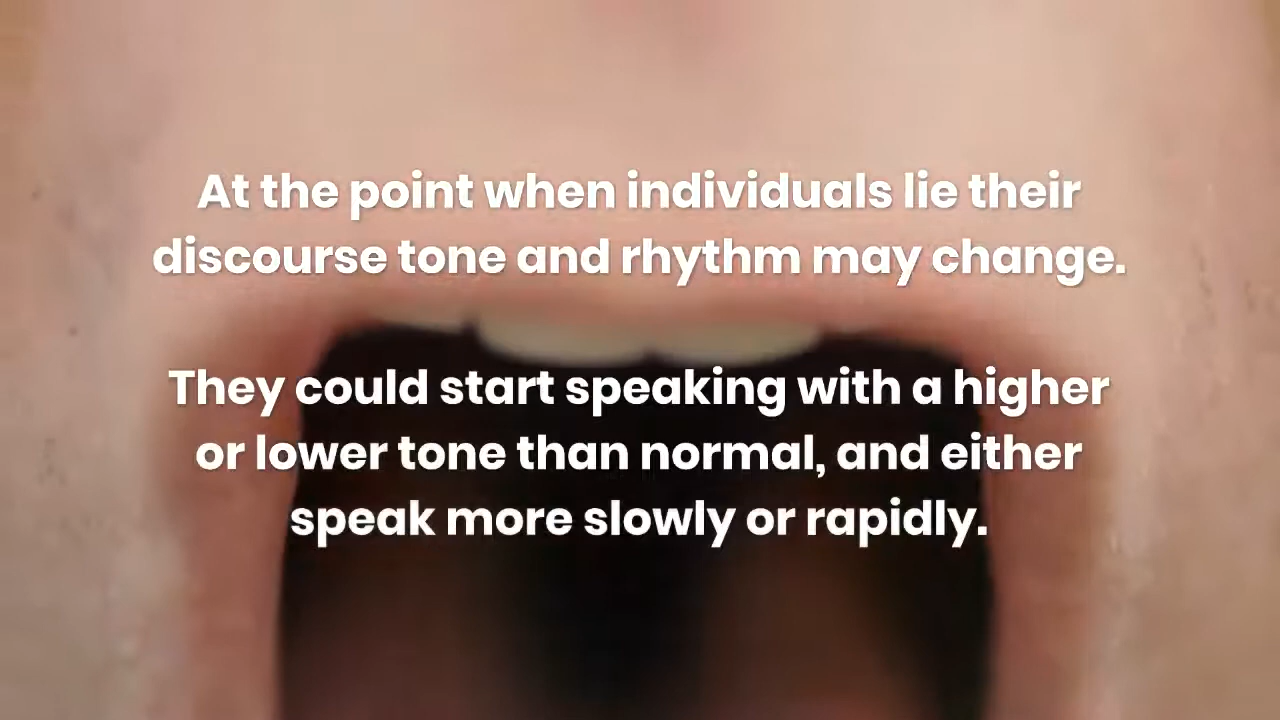 At the point when individuals lie their
discourse tone and rhythm may change.
They could start speaking with a higher
or lower tone than normal, and either
speak more slowly or rapidly.